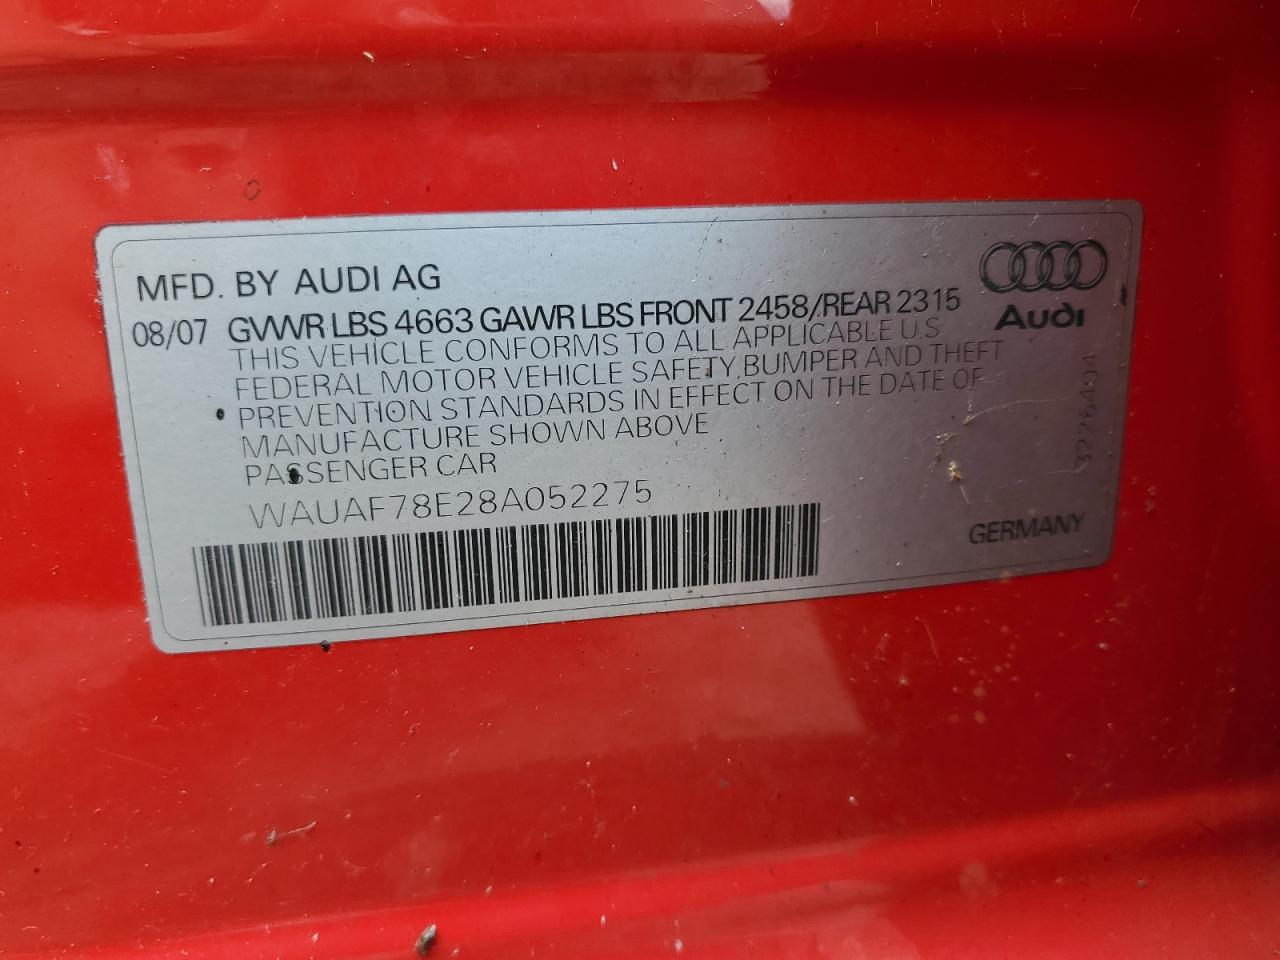 MFD. BY AUDI AG
08/07 GVWR LBS 4663 GAWR LBS FRONT 2458/REAR 2315
Audi
THIS VEHICLE CONFORMS TO ALL APPLICABLE U.S
FEDERAL MOTOR VEHICLE SAFETY, BUMPER AND THEFT
PREVENTION STANDARDS IN EFFECT ON THE DATE OF
MANUFACTURE SHOWN ABOVE
PASSENGER CAR
WAUAF78E28A052275
GERMANY